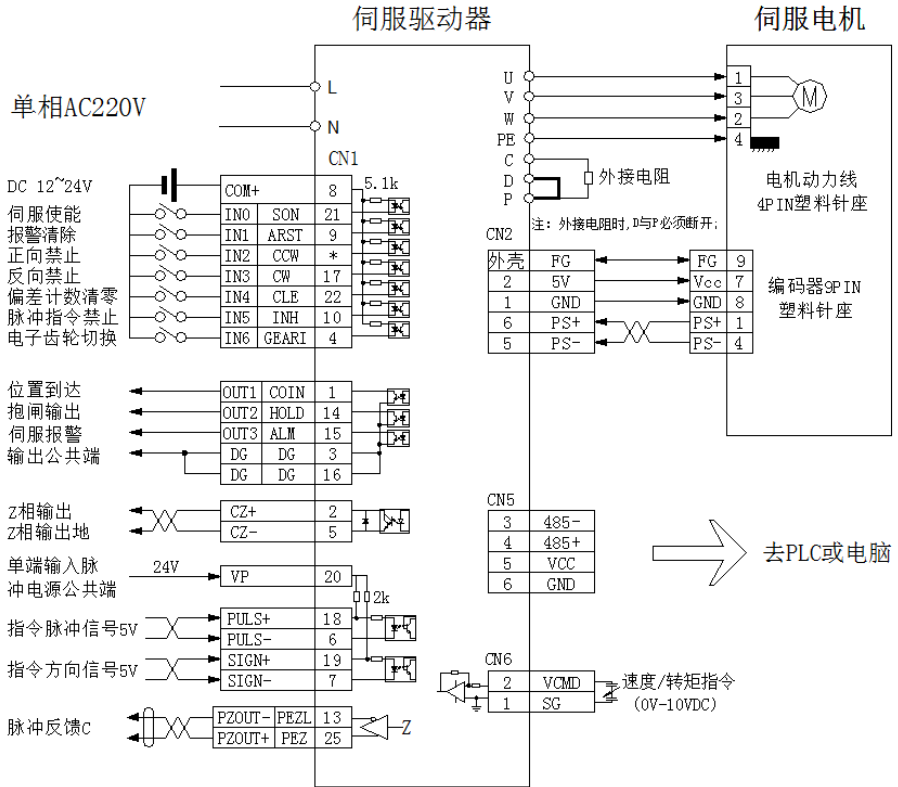 伺服驱动器
伺服电机
单相AC220V
L
N
U
V
W
PE
C
D
P
1
3
2
4
M
外接电阻
注: 外接电阻时,D与P必须断开;
电机动力线
4PIN塑料针座
CN1
DC 12~24V
COM+ 8 5.1k
伺服使能 IN0 SON 21
报警清除 IN1 ARST 9
正向禁止 IN2 CCW *
反向禁止 IN3 CW 17
偏差计数清零 IN4 CLE 22
脉冲指令禁止 IN5 INH 10
电子齿轮切换 IN6 GEARI 4
CN2
外壳 FG FG 9
2 5V Vcc 7
1 GND GND 8
6 PS+ PS+ 1
5 PS- PS- 4
编码器9PIN
塑料针座
位置到达 OUT1 COIN 1
抱闸输出 OUT2 HOLD 14
伺服报警 OUT3 ALM 15
输出公共端 DG DG 3
DG DG 16
Z相输出 CZ+ 2
Z相输出地 CZ- 5
CN5
3 485-
4 485+
5 VCC
6 GND
去PLC或电脑
单端输入脉
冲电源公共端
24V VP 20
2k
指令脉冲信号5V PULS+ 18
PULS- 6
指令方向信号5V SIGN+ 19
SIGN- 7
CN6
2 VCMD
1 SG
速度/转矩指令
(0V-10VDC)
脉冲反馈C PZOUT- PEZL 13
PZOUT+ PEZ 25
Z